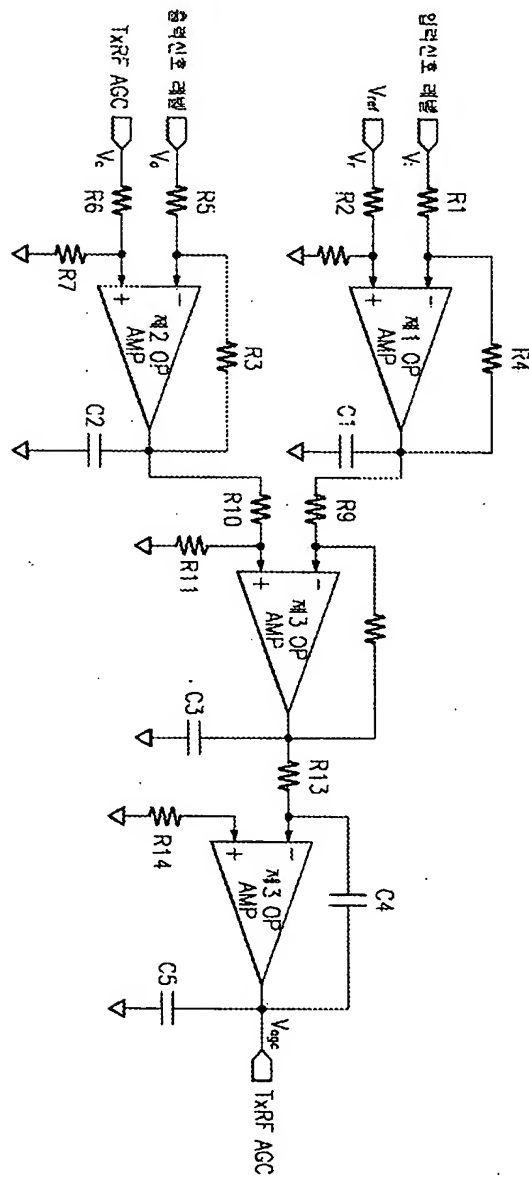 입력신호 레벨
Vi
R1
R4
Vref
Vr
R2
-
+
제1 OP
AMP
C1
출력신호 레벨
Vo
R5
R3
TxRF AGC
Vc
R6
R7
-
+
제2 OP
AMP
C2
R9
R10
R11
-
+
제3 OP
AMP
C3
R13
R14
-
+
제3 OP
AMP
C4
C5
Vagc
TxRF AGC